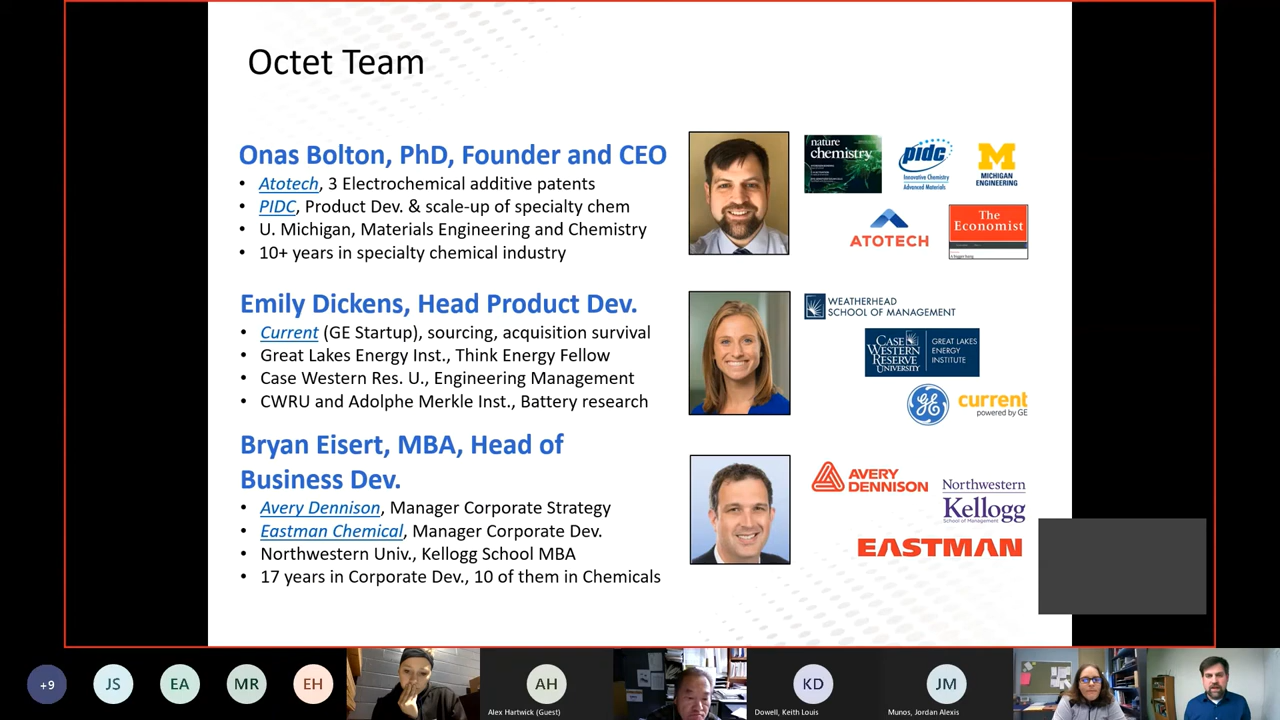 Octet Team
Onas Bolton, PhD, Founder and CEO
• Atotech, 3 Electrochemical additive patents
• PIDC, Product Dev. & scale-up of specialty chem
• U. Michigan, Materials Engineering and Chemistry
• 10+ years in specialty chemical industry
nature
chemistry
pidc
Innovative Chemistry
Advanced Materials
M
MICHIGAN
ENGINEERING
ATOTECH
The
Economist
Emily Dickens, Head Product Dev.
• Current (GE Startup), sourcing, acquisition survival
• Great Lakes Energy Inst., Think Energy Fellow
• Case Western Res. U., Engineering Management
• CWRU and Adolphe Merkle Inst., Battery research
WEATHERHEAD
SCHOOL OF MANAGEMENT
CASE
WESTERN
RESERVE
UNIVERSITY
GREAT LAKES
ENERGY
INSTITUTE
GE
current
powered by GE
Bryan Eisert, MBA, Head of
Business Dev.
• Avery Dennison, Manager Corporate Strategy
• Eastman Chemical, Manager Corporate Dev.
• Northwestern Univ., Kellogg School MBA
• 17 years in Corporate Dev., 10 of them in Chemicals
AVERY
DENNISON
Northwestern
Kellogg
School of Management
EASTMAN
+9
JS
EA
MR
EH
AH
Alex Hartwick (Guest)
KD
Dowell, Keith Louis
JM
Munos, Jordan Alexis